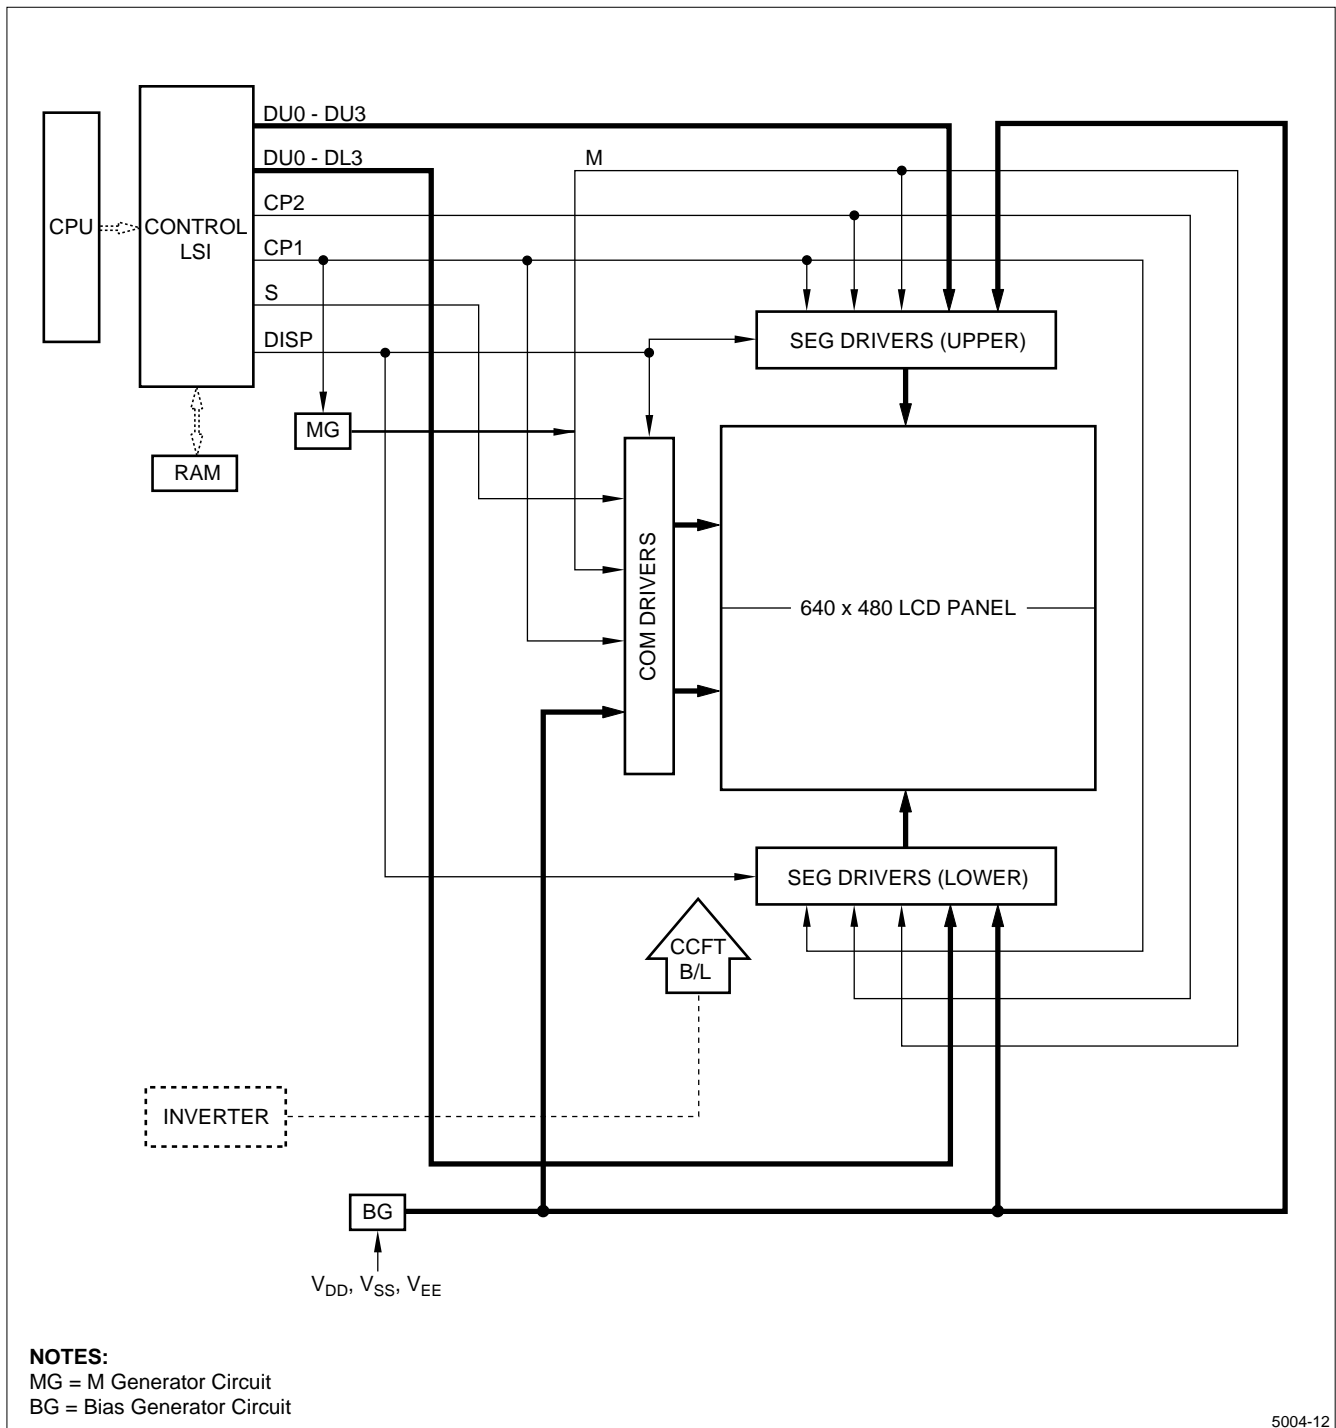 DU0 - DU3
DU0 - DL3
M
CP2
CPU
CONTROL
LSI
CP1
S
DISP
SEG DRIVERS (UPPER)
MG
RAM
COM DRIVERS
640 x 480 LCD PANEL
SEG DRIVERS (LOWER)
CCFT
B/L
INVERTER
BG
VDD, VSS, VEE
NOTES:
MG = M Generator Circuit
BG = Bias Generator Circuit
5004-12